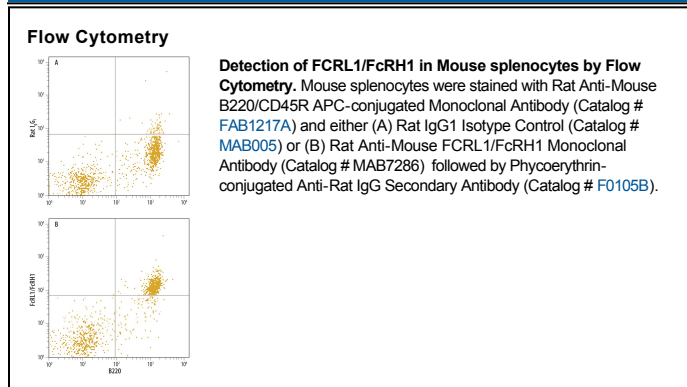 Flow Cytometry
A
Rat IgG₁
Detection of FCRL1/FcRH1 in Mouse splenocytes by Flow
Cytometry. Mouse splenocytes were stained with Rat Anti-Mouse
B220/CD45R APC-conjugated Monoclonal Antibody (Catalog #
FAB1217A) and either (A) Rat IgG1 Isotype Control (Catalog #
MAB005) or (B) Rat Anti-Mouse FCRL1/FcRH1 Monoclonal
Antibody (Catalog # MAB7286) followed by Phycoerythrin-
conjugated Anti-Rat IgG Secondary Antibody (Catalog # F0105B).
B
FcRL1/FcRH1
B220